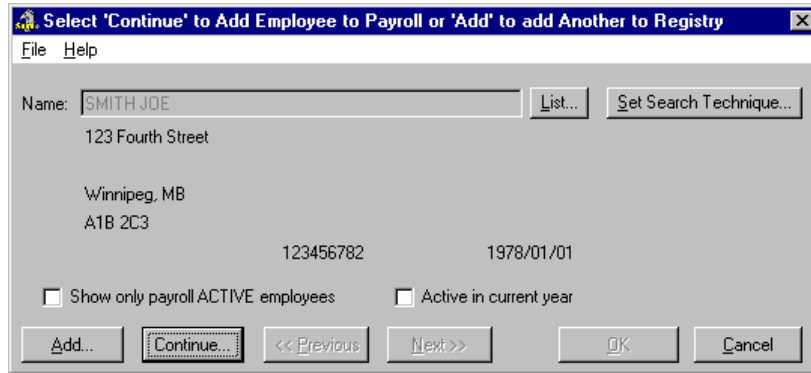 Select 'Continue' to Add Employee to Payroll or 'Add' to add Another to Registry
File Help
Name: SMITH JOE List... Set Search Technique...
123 Fourth Street
Winnipeg, MB
A1B 2C3
123456782 1978/01/01
Show only payroll ACTIVE employees Active in current year
Add... Continue... << Previous Next >> OK Cancel